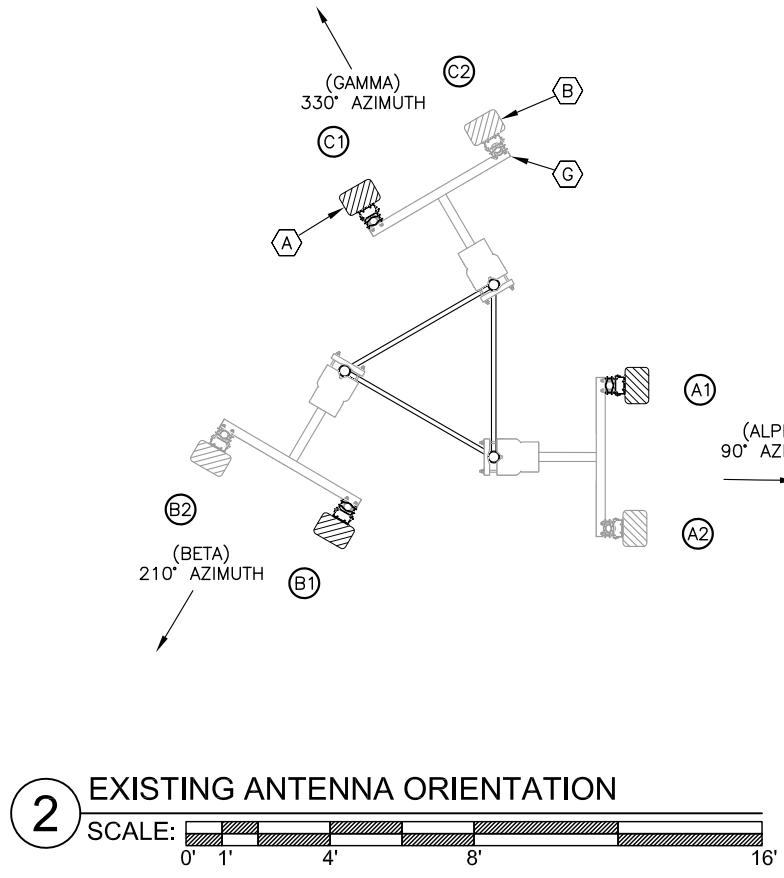 (GAMMA)
330° AZIMUTH
C2
B
C1
G
A
A1
90°
A2
B2
(BETA)
210° AZIMUTH
B1
2
EXISTING ANTENNA ORIENTATION
SCALE:
0' 1' 4' 8' 16'